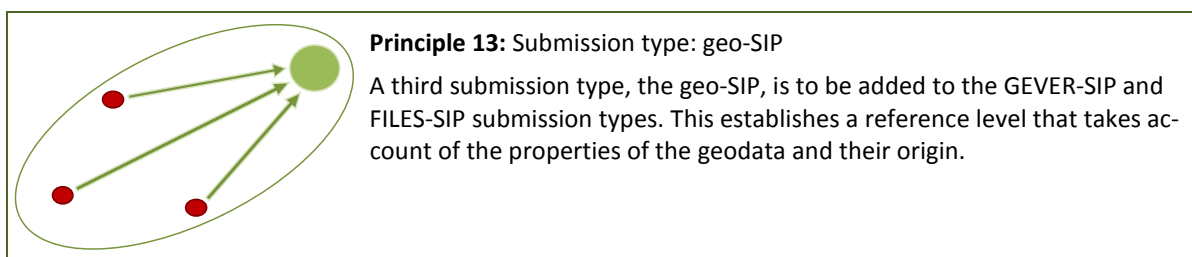 Principle 13: Submission type: geo-SIP
A third submission type, the geo-SIP, is to be added to the GEVER-SIP and
FILES-SIP submission types. This establishes a reference level that takes ac-
count of the properties of the geodata and their origin.